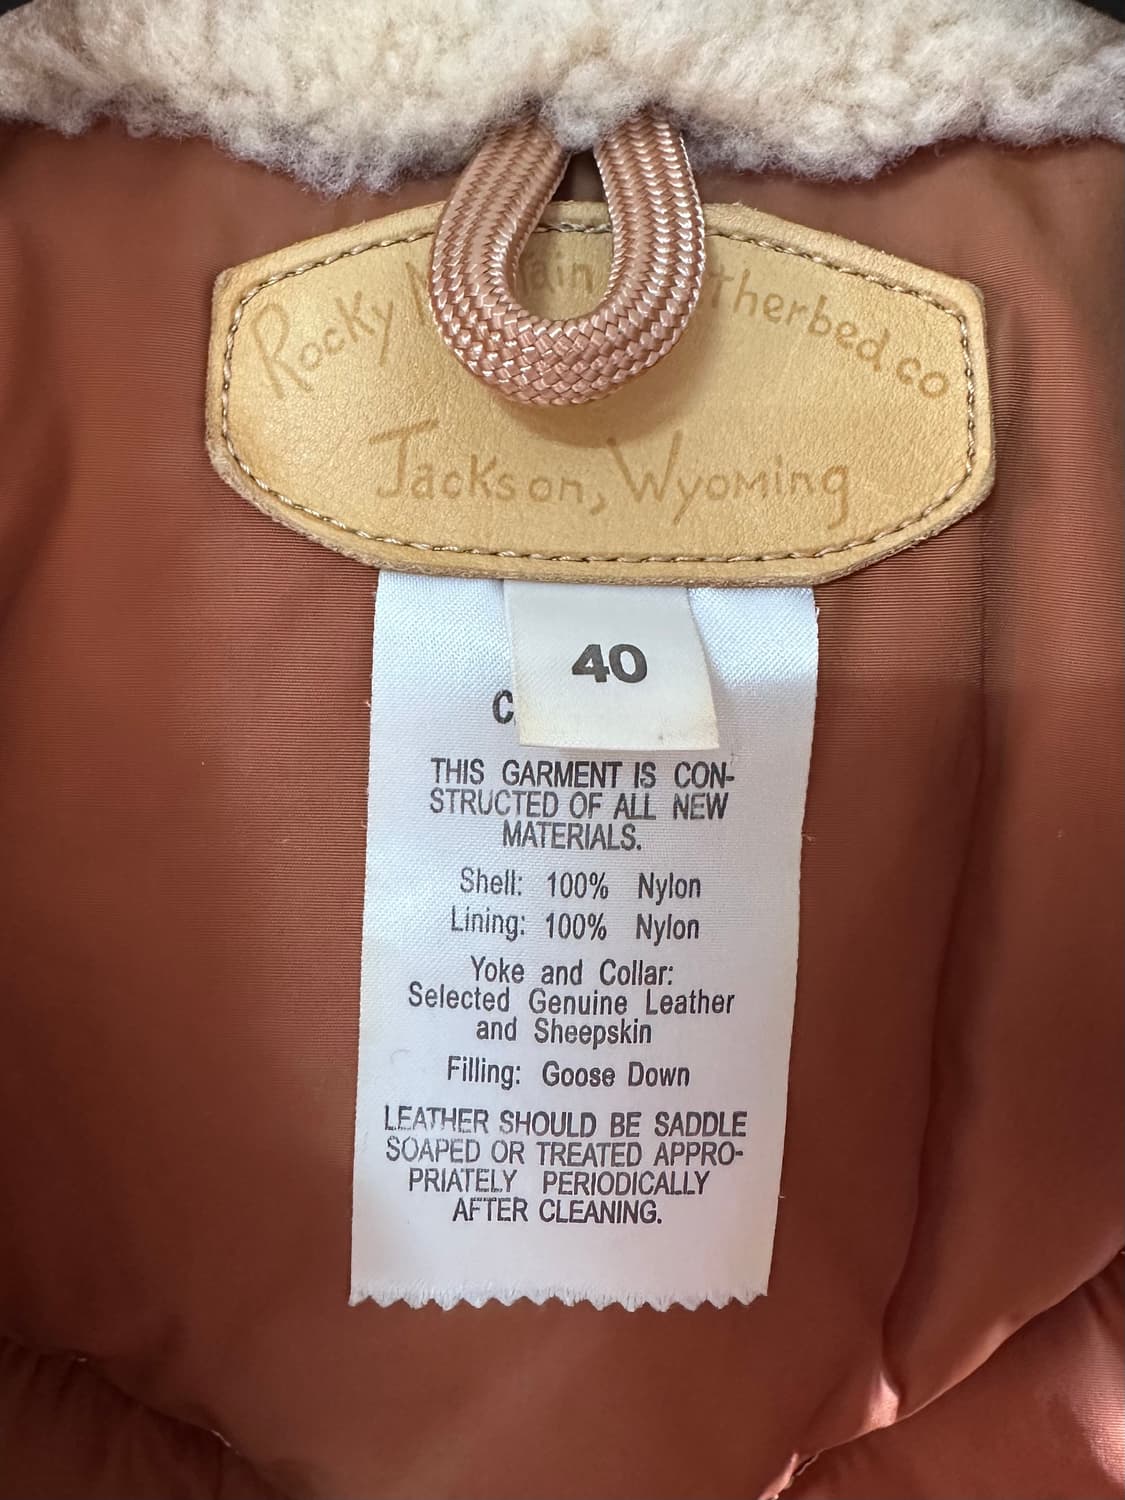 Rocky Mountain Featherbed co
Jackson, Wyoming
40
C
THIS GARMENT IS CON-
STRUCTED OF ALL NEW
MATERIALS.
Shell: 100% Nylon
Lining: 100% Nylon
Yoke and Collar:
Selected Genuine Leather
and Sheepskin
Filling: Goose Down
LEATHER SHOULD BE SADDLE
SOAPED OR TREATED APPRO-
PRIATELY PERIODICALLY
AFTER CLEANING.